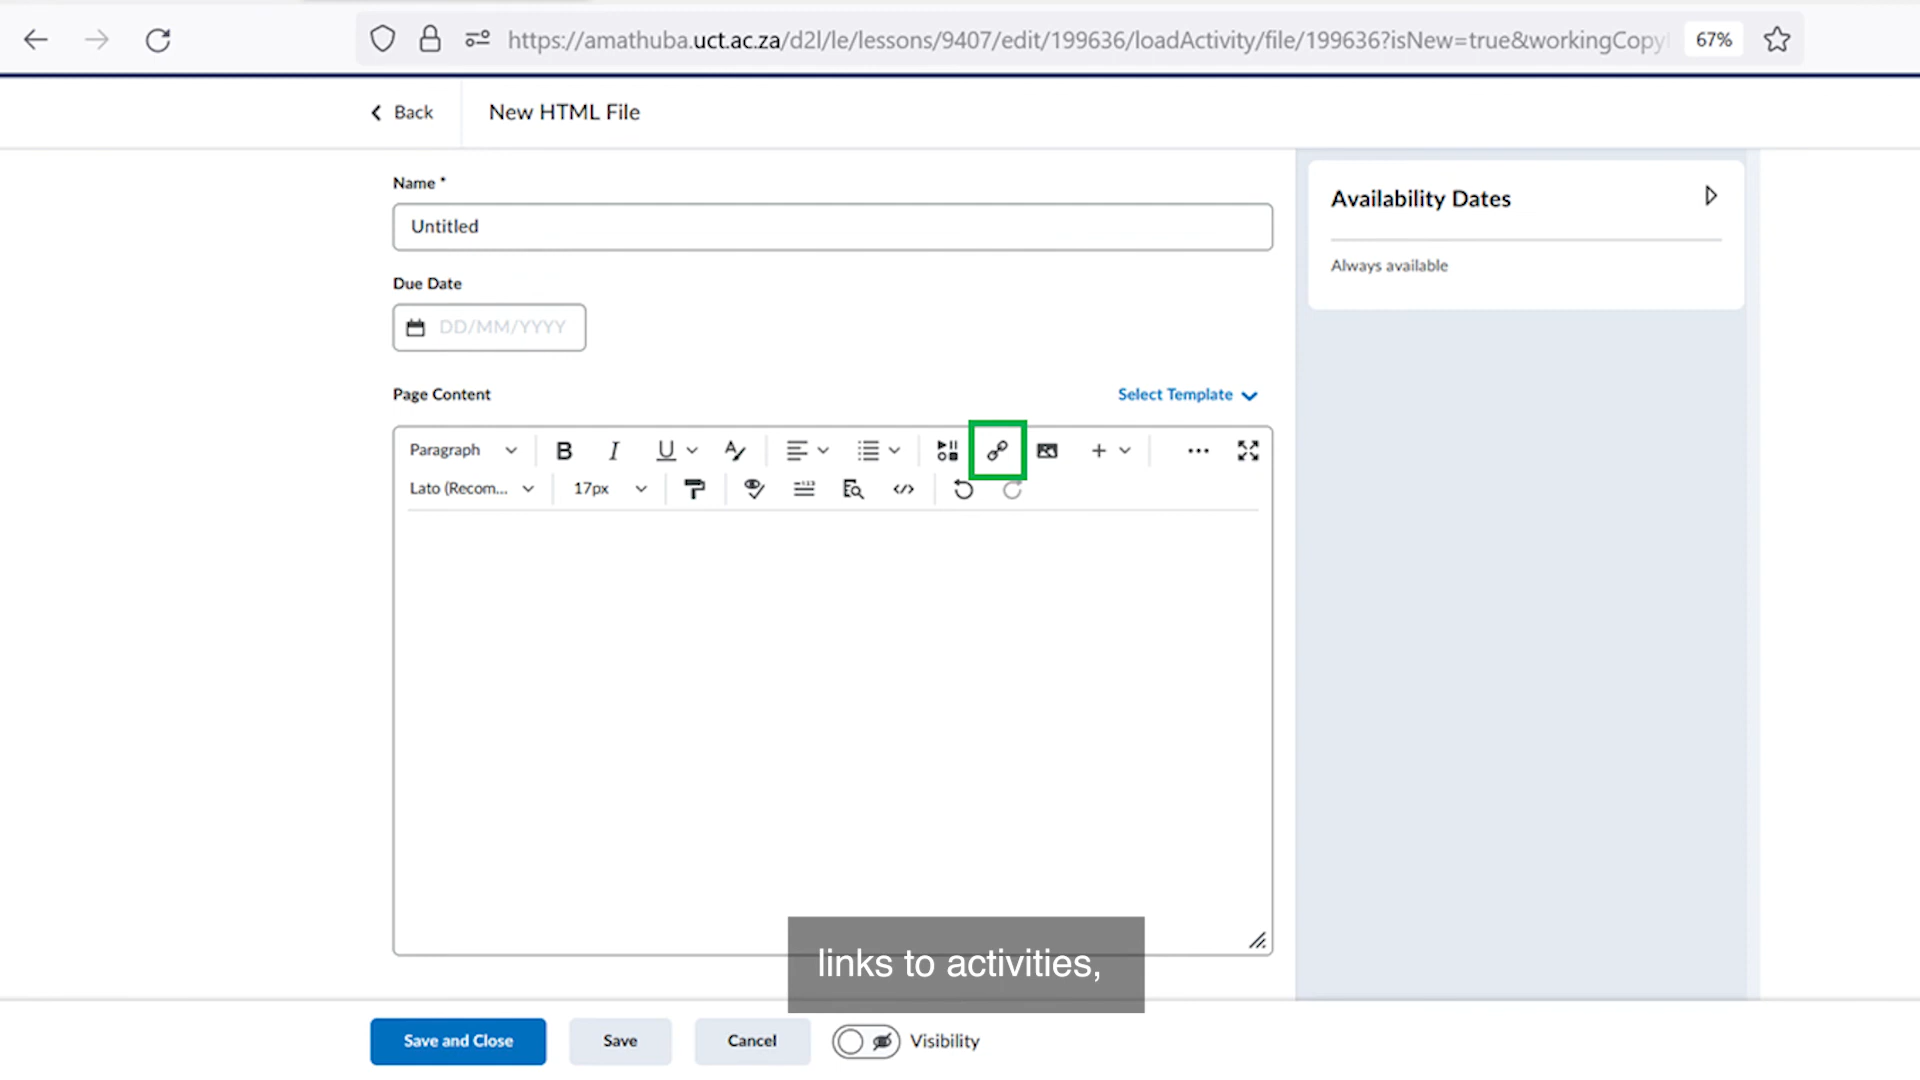 https://amathuba.uct.ac.za/d2l/le/lessons/9407/edit/199636/loadActivity/file/199636?isNew=true&workingCopy
67%
Back
New HTML File
Name *
Untitled
Due Date
DD/MM/YYYY
Page Content
Select Template
Availability Dates
Always available
Paragraph B I U
Lato (Recom... 17px
links to activities,
Save and Close
Save
Cancel
Visibility